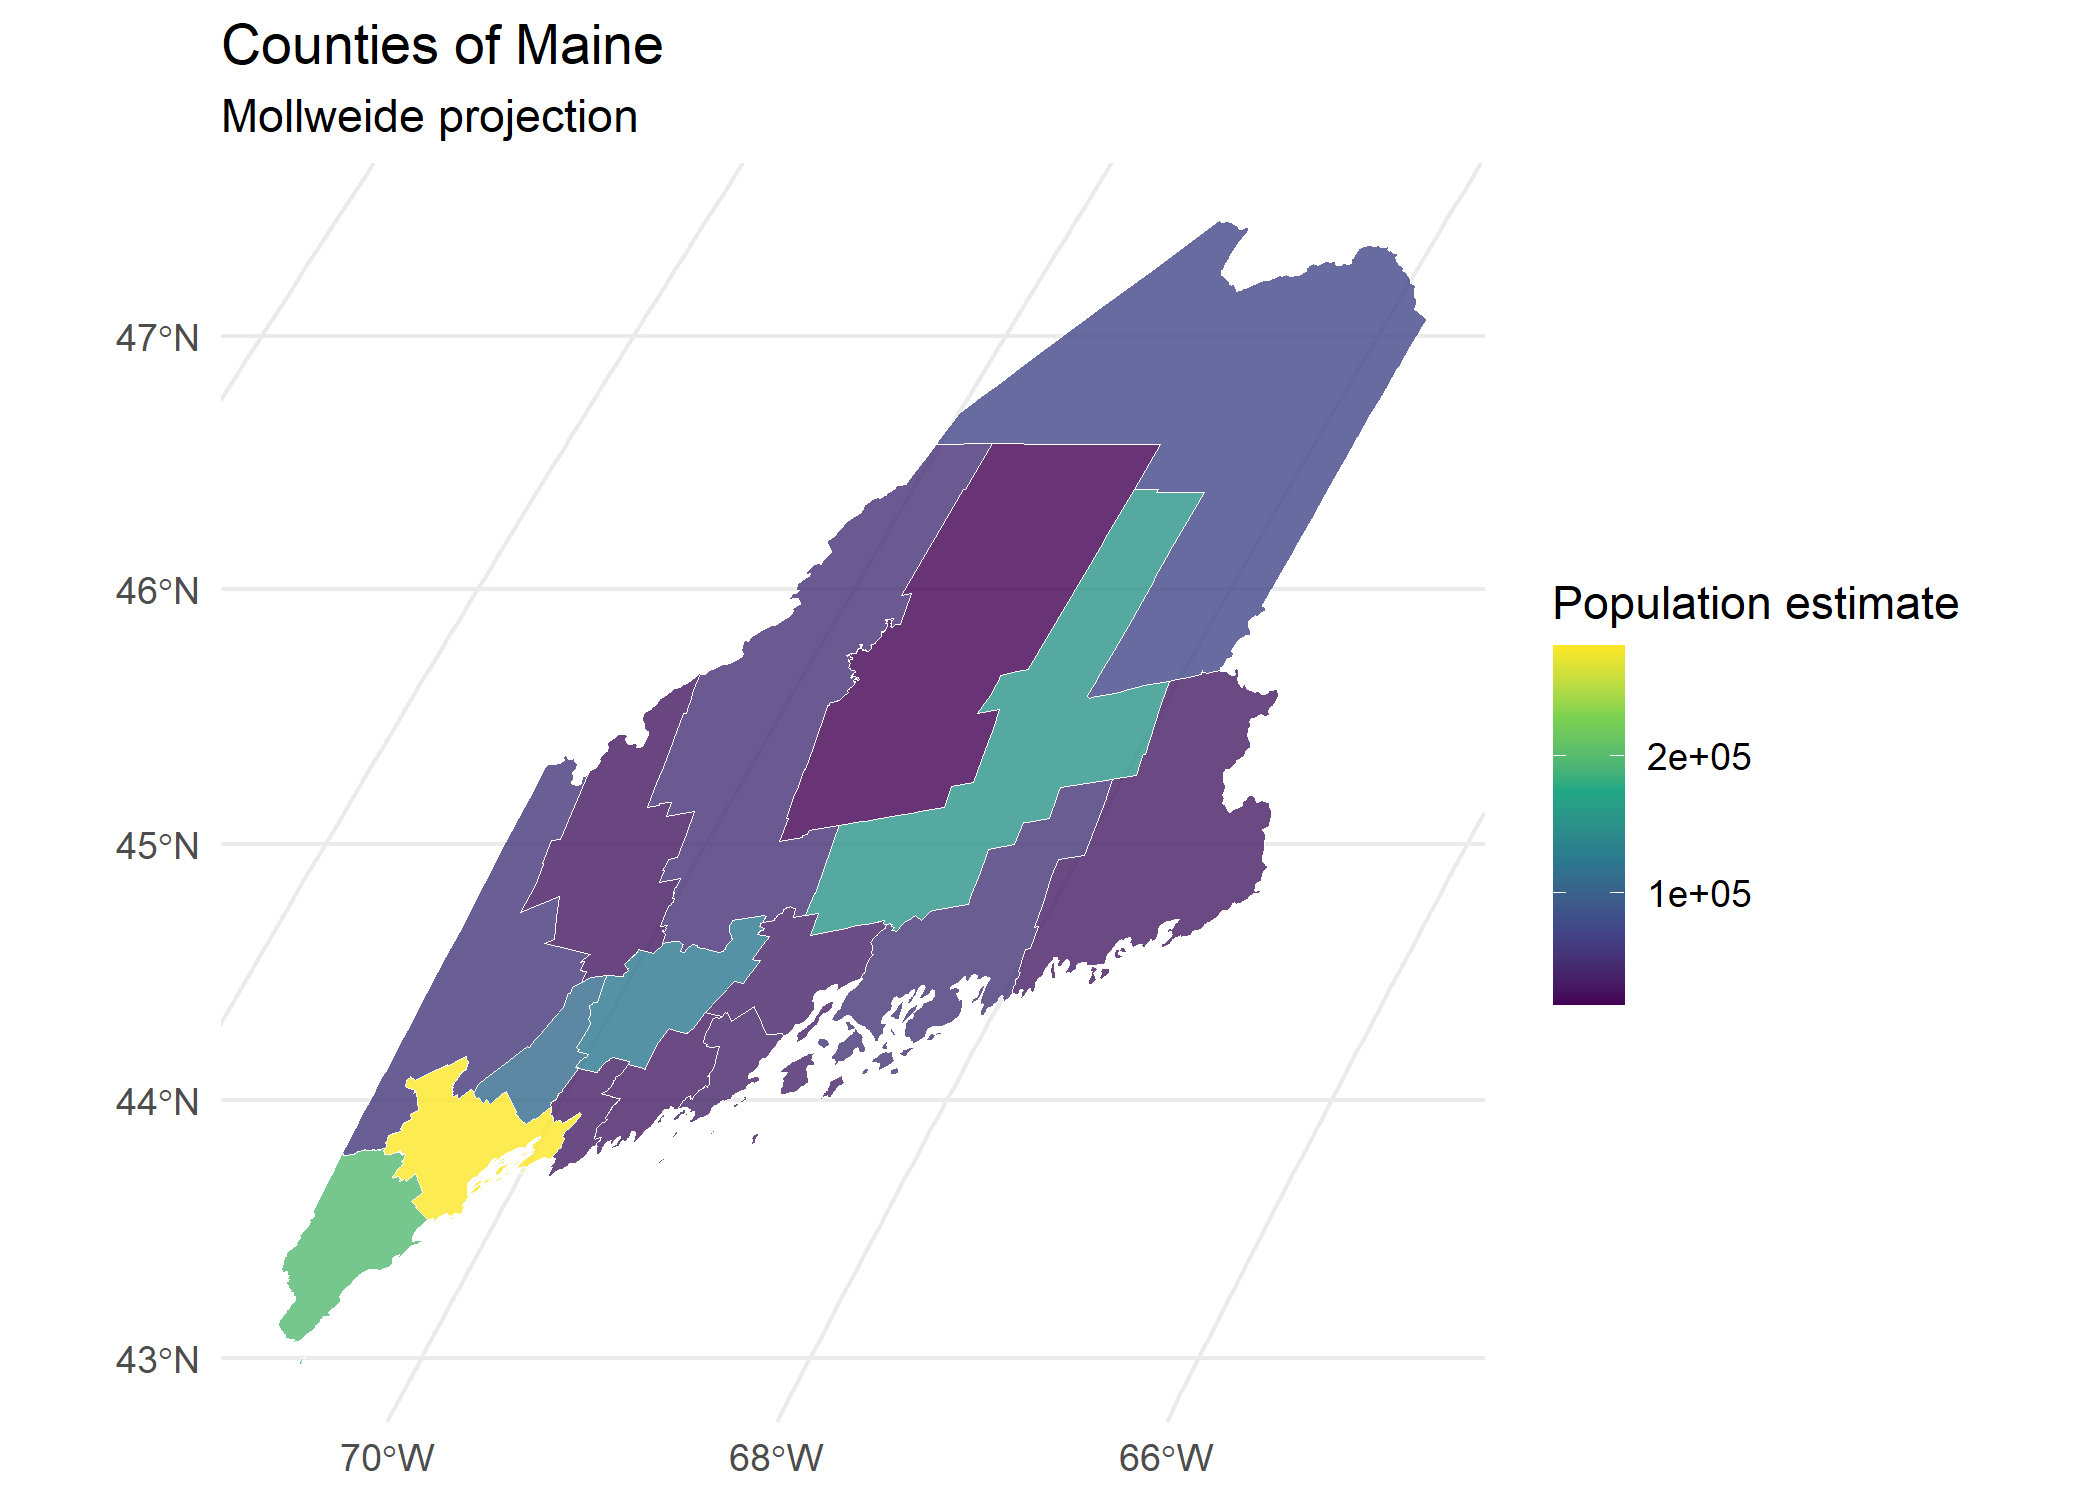 Counties of Maine
Mollweide projection
47°N
46°N
45°N
44°N
43°N
70°W
68°W
66°W
Population estimate
2e+05
1e+05